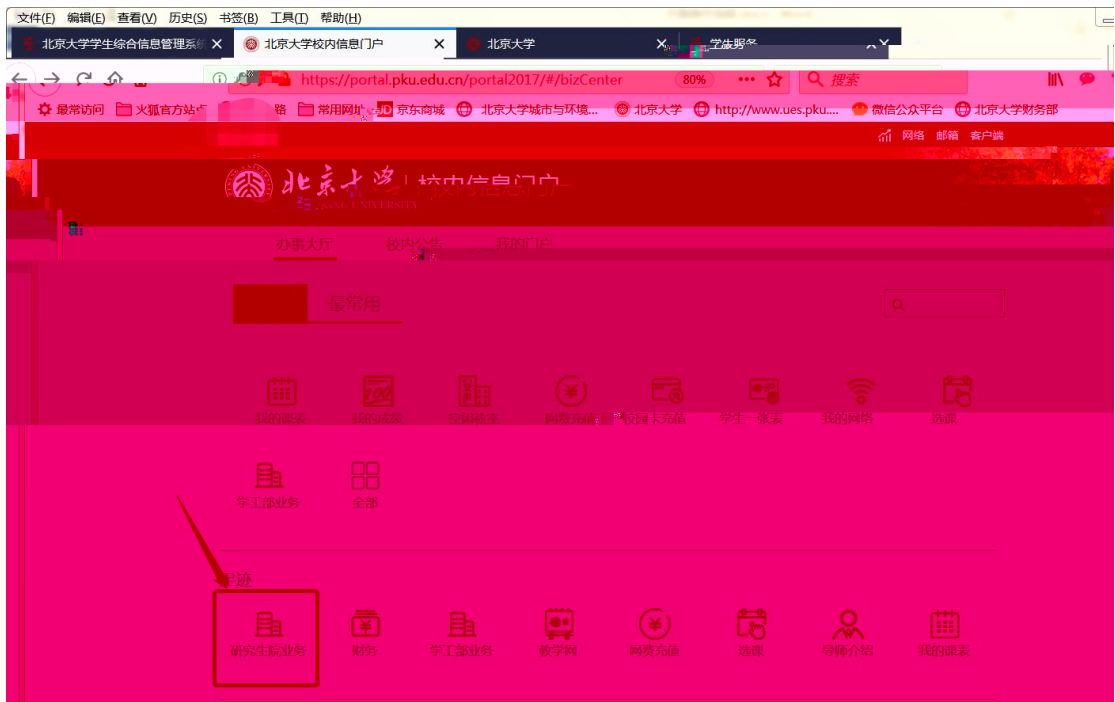 文件(F) 编辑(E) 查看(V) 历史(S) 书签(B) 工具(T) 帮助(H)
北京大学学生综合信息管理系统 × 北京大学校内信息门户 × 北京大学 × 学生服务 ×
https://portal.pku.edu.cn/portal2017/#/bizCenter 80% 搜索
最常访问 火狐官方站点 常用网址 JD 京东商城 北京大学城市与环境... 北京大学 http://www.ues.pku.... 微信公众平台 北京大学财务部
网络 邮箱 客户端
北京大学 校内信息门户
办事大厅 校内公告 我的门户
最常用
我的课表 我的成绩 空闲教室 网费充值 校园卡充值 学生一张表 我的网络 选课
学工部业务 全部
足迹
研究生院业务 财务 学工部业务 教学网 网费充值 选课 导师介绍 我的课表